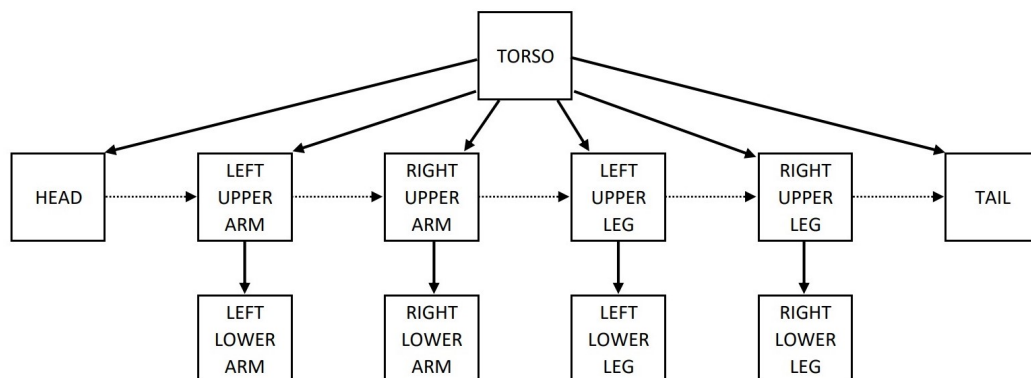 TORSO
HEAD
LEFT
UPPER
ARM
RIGHT
UPPER
ARM
LEFT
UPPER
LEG
RIGHT
UPPER
LEG
TAIL
LEFT
LOWER
ARM
RIGHT
LOWER
ARM
LEFT
LOWER
LEG
RIGHT
LOWER
LEG